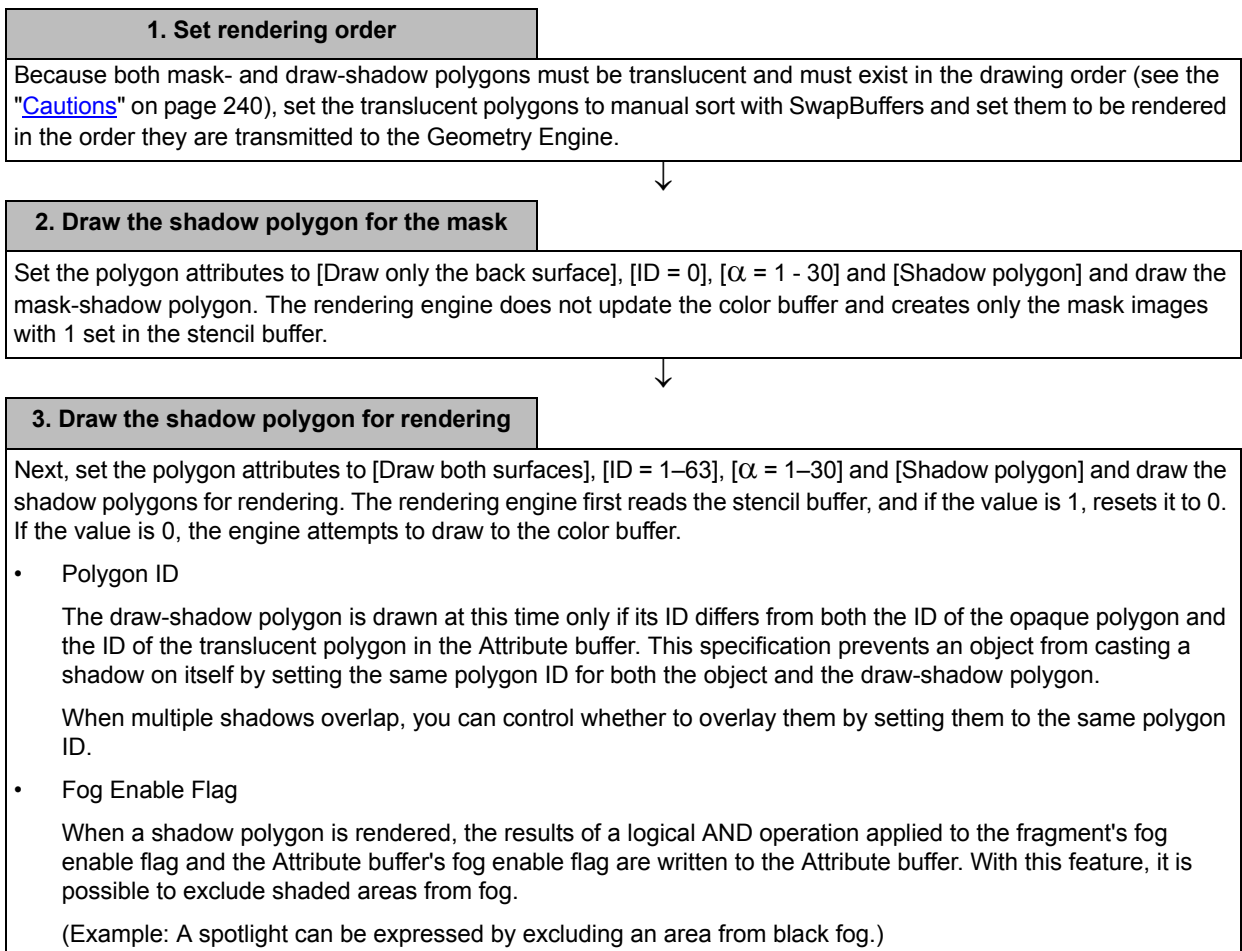 1. Set rendering order
Because both mask- and draw-shadow polygons must be translucent and must exist in the drawing order (see the
"Cautions" on page 240), set the translucent polygons to manual sort with SwapBuffers and set them to be rendered
in the order they are transmitted to the Geometry Engine.
↓
2. Draw the shadow polygon for the mask
Set the polygon attributes to [Draw only the back surface], [ID = 0], [α = 1 - 30] and [Shadow polygon] and draw the
mask-shadow polygon. The rendering engine does not update the color buffer and creates only the mask images
with 1 set in the stencil buffer.
↓
3. Draw the shadow polygon for rendering
Next, set the polygon attributes to [Draw both surfaces], [ID = 1–63], [α = 1–30] and [Shadow polygon] and draw the
shadow polygons for rendering. The rendering engine first reads the stencil buffer, and if the value is 1, resets it to 0.
If the value is 0, the engine attempts to draw to the color buffer.
• Polygon ID
The draw-shadow polygon is drawn at this time only if its ID differs from both the ID of the opaque polygon and
the ID of the translucent polygon in the Attribute buffer. This specification prevents an object from casting a
shadow on itself by setting the same polygon ID for both the object and the draw-shadow polygon.
When multiple shadows overlap, you can control whether to overlay them by setting them to the same polygon
ID.
• Fog Enable Flag
When a shadow polygon is rendered, the results of a logical AND operation applied to the fragment's fog
enable flag and the Attribute buffer's fog enable flag are written to the Attribute buffer. With this feature, it is
possible to exclude shaded areas from fog.
(Example: A spotlight can be expressed by excluding an area from black fog.)